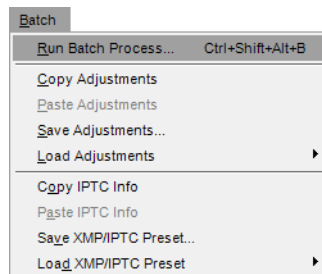 Batch
Run Batch Process... Ctrl+Shift+Alt+B
Copy Adjustments
Paste Adjustments
Save Adjustments...
Load Adjustments
Copy IPTC Info
Paste IPTC Info
Save XMP/IPTC Preset...
Load XMP/IPTC Preset